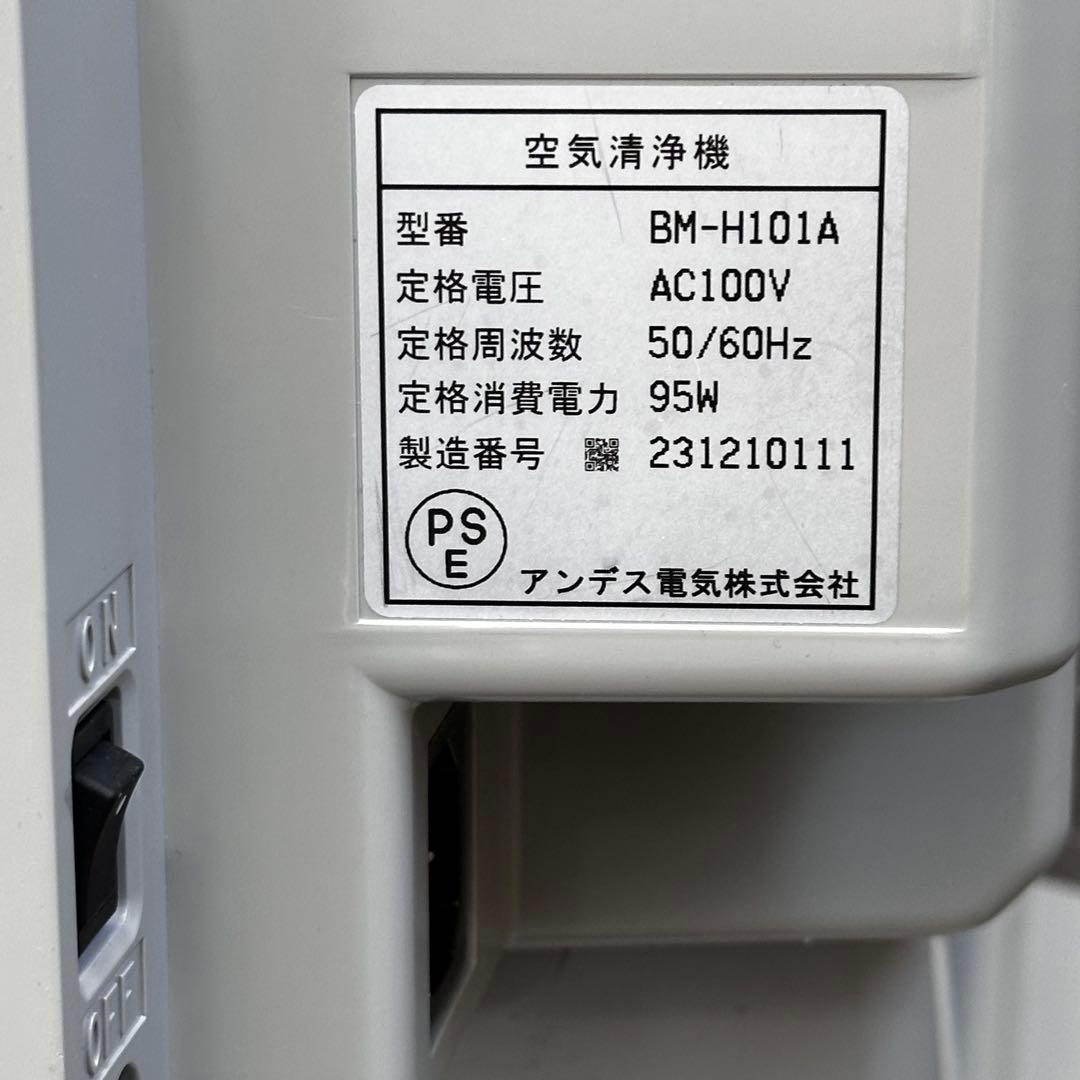 空気清浄機
型番 BM-H101A
定格電圧 AC100V
定格周波数 50/60Hz
定格消費電力 95W
製造番号 231210111
PS
E
アンデス電気株式会社
ON
OFF